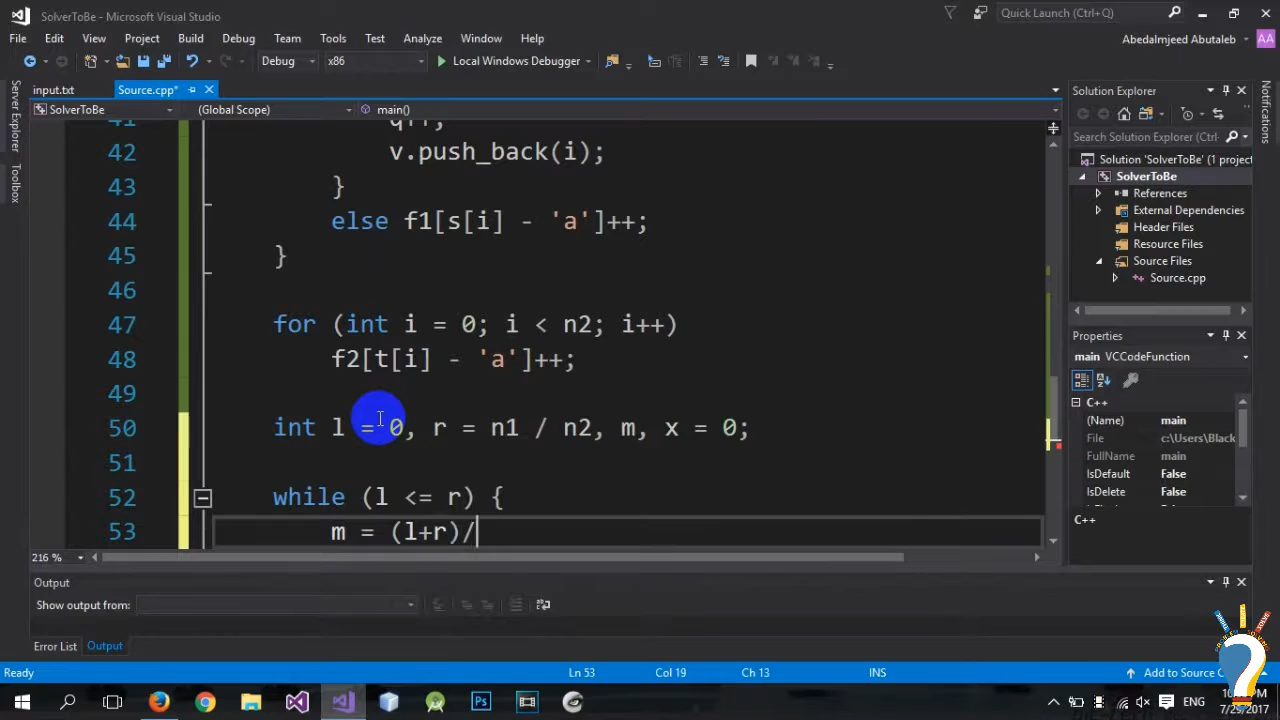 SolverToBe - Microsoft Visual Studio
Quick Launch (Ctrl+Q)
File Edit View Project Build Debug Team Tools Test Analyze Window Help
Abedalmjeed Abutaleb AA
Debug x86 Local Windows Debugger
input.txt Source.cpp*
SolverToBe (Global Scope) main()
Server Explorer
Toolbox
42 v.push_back(i);
43 }
44 else f1[s[i] - 'a']++;
45 }
46
47 for (int i = 0; i < n2; i++)
48 f2[t[i] - 'a']++;
49
50 int l = 0, r = n1 / n2, m, x = 0;
51
52 while (l <= r) {
53 m = (l+r)/
216 %
Solution Explorer
Search Solution Explorer (Ctrl+
Solution 'SolverToBe' (1 project
SolverToBe
References
External Dependencies
Header Files
Resource Files
Source Files
Source.cpp
Properties
main VCCodeFunction
C++
(Name) main
File c:\Users\Black
FullName main
IsDefault False
IsDelete False
C++
Notifications
Output
Show output from:
Error List Output
Ready Ln 53 Col 19 Ch 13 INS Add to Source C
ENG
7/29/2017